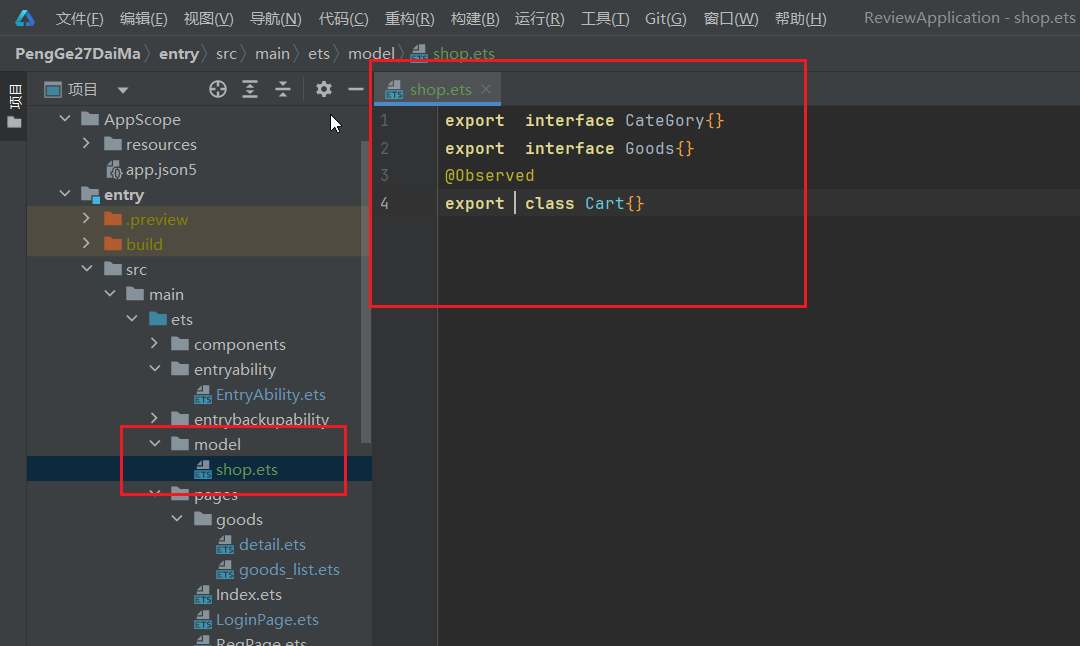 文件(F) 编辑(E) 视图(V) 导航(N) 代码(C) 重构(R) 构建(B) 运行(R) 工具(T) Git(G) 窗口(W) 帮助(H) ReviewApplication - shop.ets
PengGe27DaiMa entry src main ets model shop.ets
项目
项目
AppScope
resources
app.json5
entry
.preview
build
src
main
ets
components
entryability
EntryAbility.ets
entrybackupability
model
shop.ets
pages
goods
detail.ets
goods_list.ets
Index.ets
LoginPage.ets
RegPage.ets
shop.ets
1 export  interface CateGory{}
2 export  interface Goods{}
3 @Observed
4 export  class Cart{}